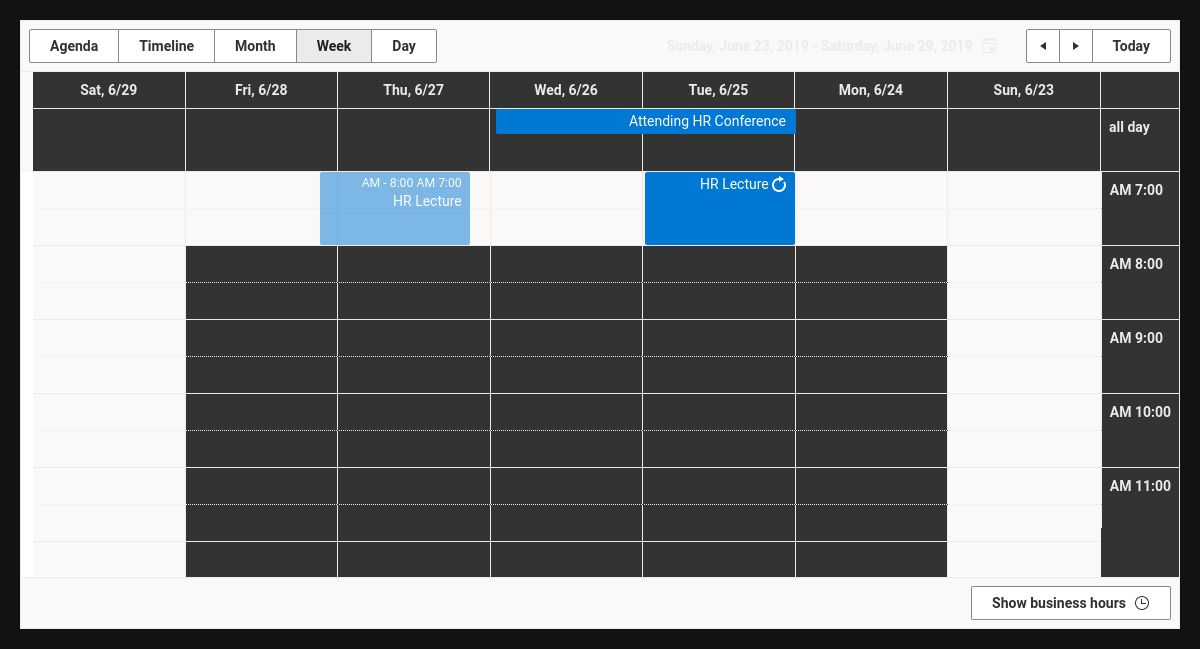 Agenda Timeline Month Week Day Sunday, June 23, 2019 - Saturday, June 29, 2019 Today
Sat, 6/29 Fri, 6/28 Thu, 6/27 Wed, 6/26 Tue, 6/25 Mon, 6/24 Sun, 6/23
Attending HR Conference
all day
AM - 8:00 AM 7:00
HR Lecture
HR Lecture
AM 7:00
AM 8:00
AM 9:00
AM 10:00
AM 11:00
Show business hours